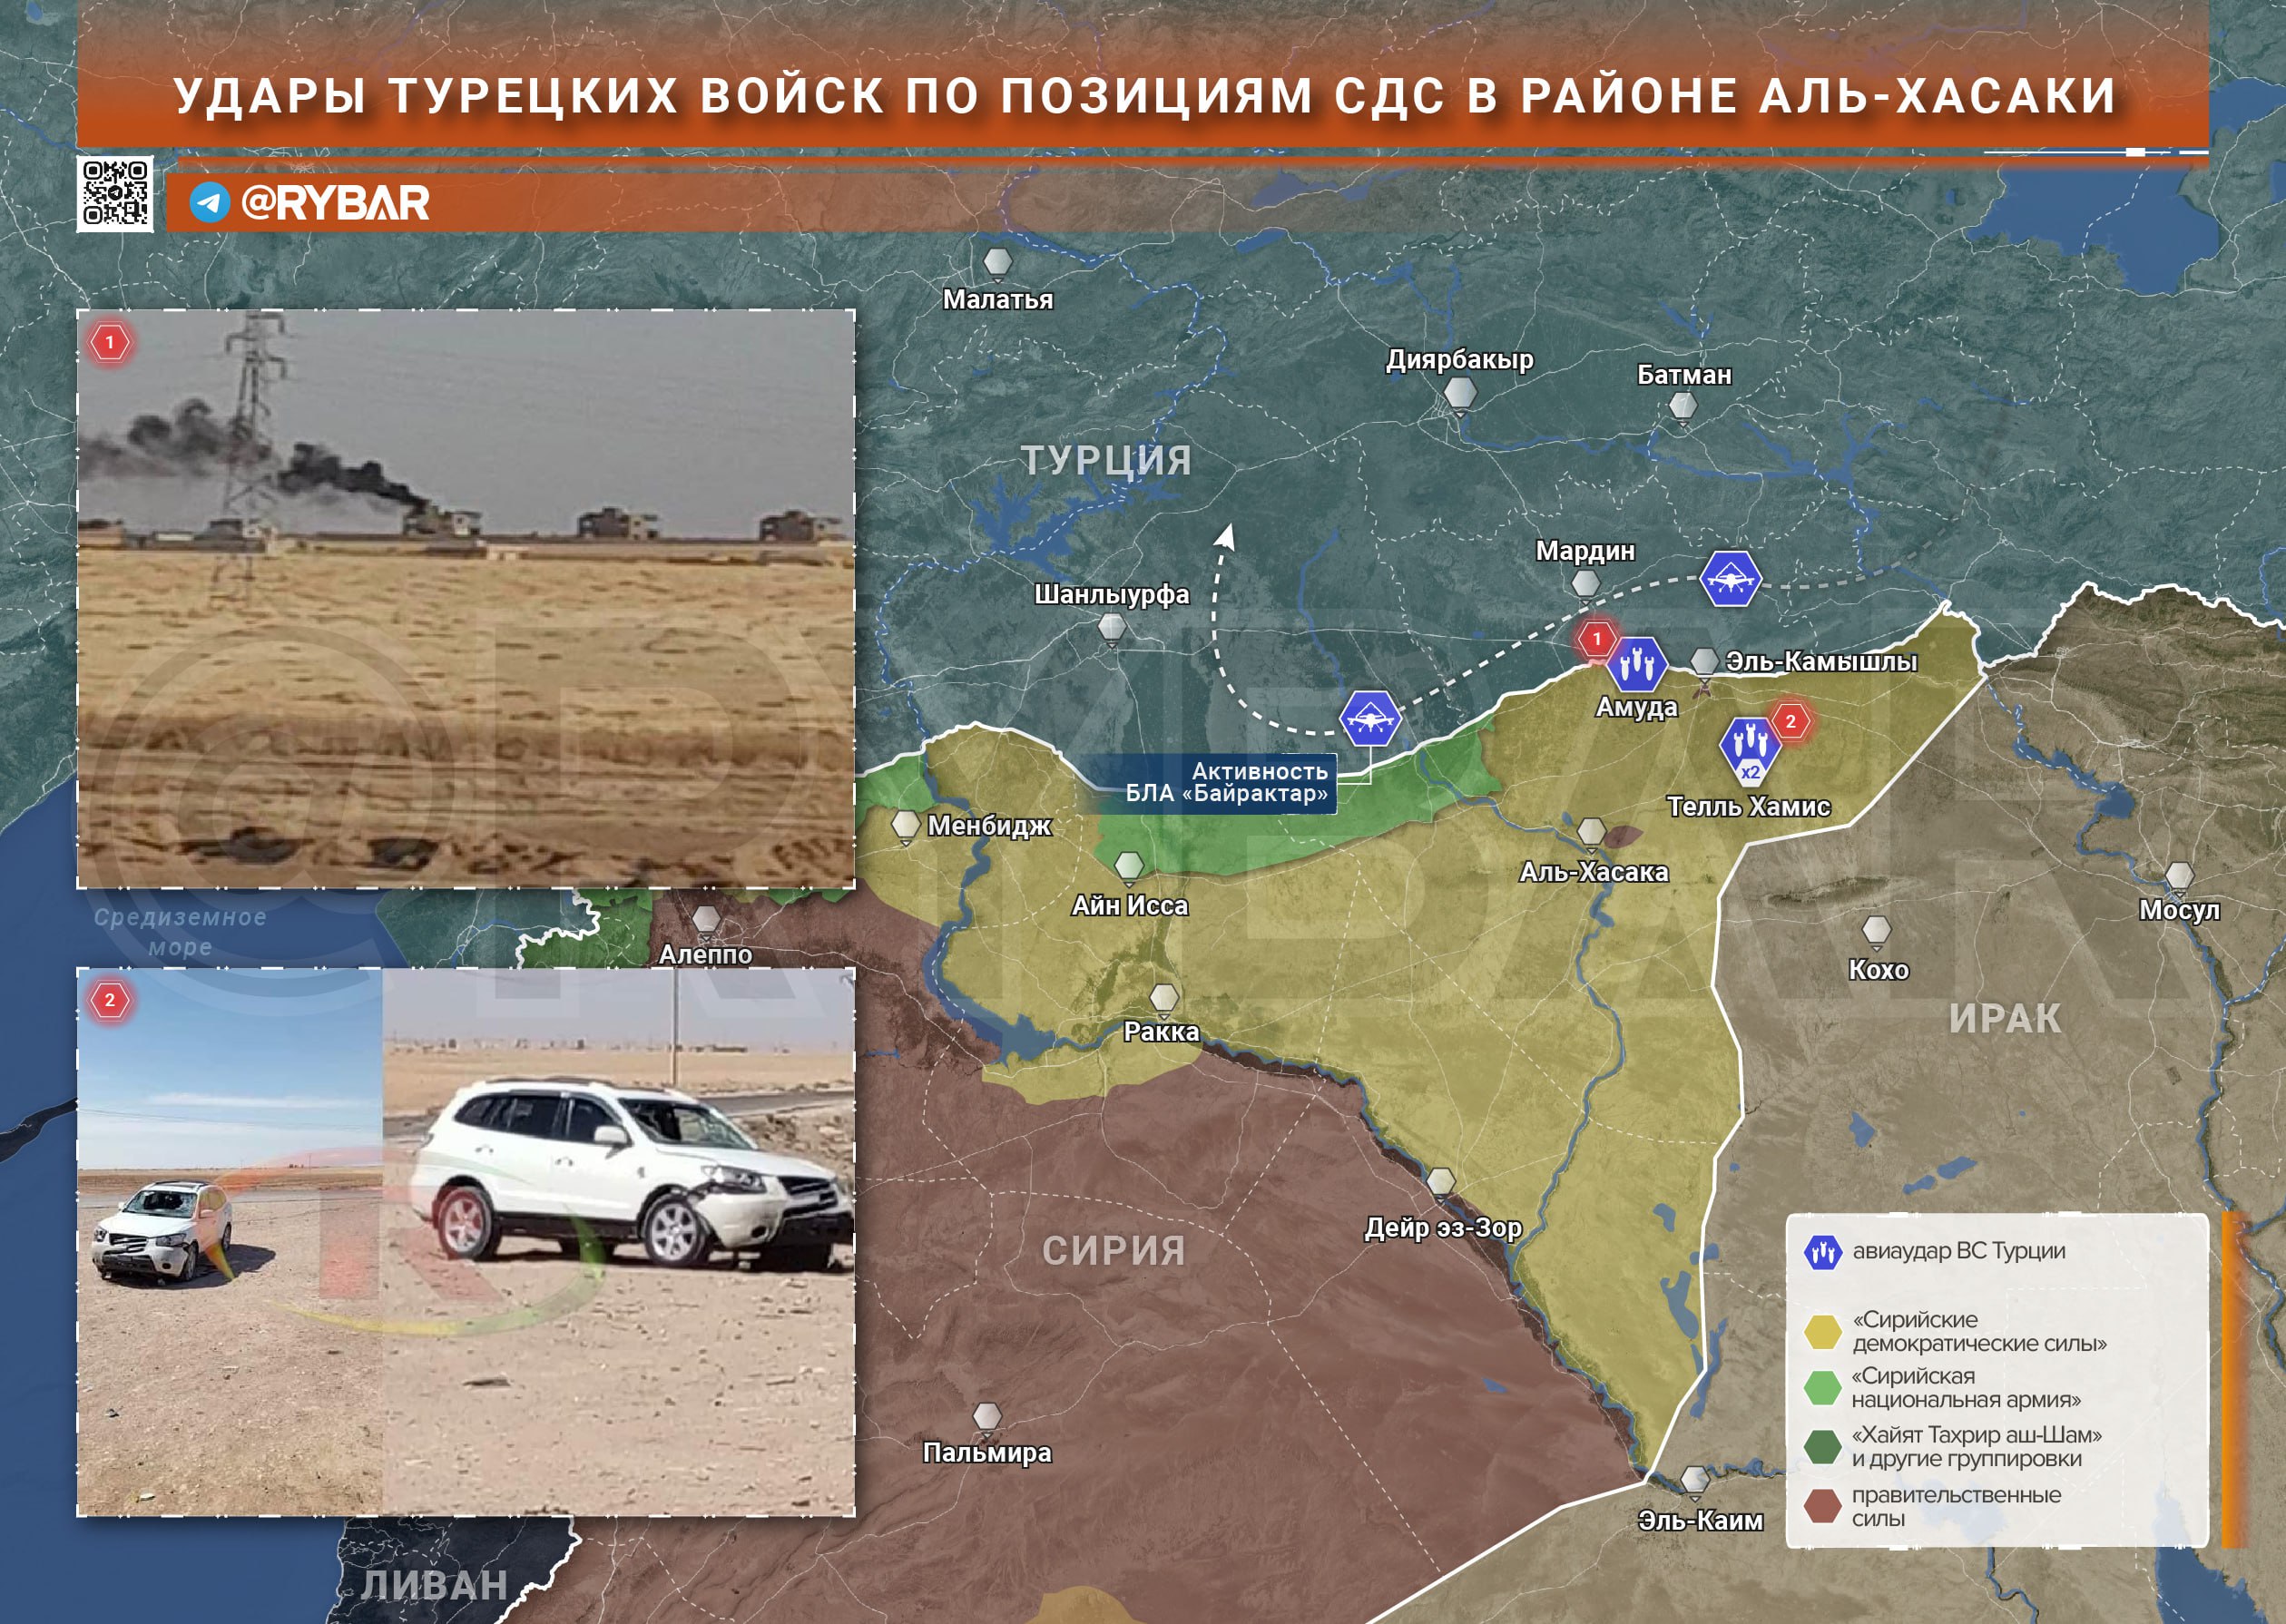 УДАРЫ ТУРЕЦКИХ ВОЙСК ПО ПОЗИЦИЯМ СДС В РАЙОНЕ АЛЬ-ХАСАКИ
@RYBAR
Малатья
1
Диярбакыр
Батман
ТУРЦИЯ
Мардин
Шанлыурфа
1
Эль-Камышлы
Амуда
2
x2
Активность
БЛА «Байрактар»
Телль Хамис
Менбидж
Аль-Хасака
Айн Исса
Мосул
Средиземное
море
Алеппо
Кохо
2
ИРАК
Ракка
Дейр эз-Зор
СИРИЯ
авиаудар ВС Турции
«Сирийские
демократические силы»
«Сирийская
национальная армия»
«Хайят Тахрир аш-Шам»
и другие группировки
правительственные
силы
Пальмира
Эль-Каим
ЛИВАН
@RYBAR